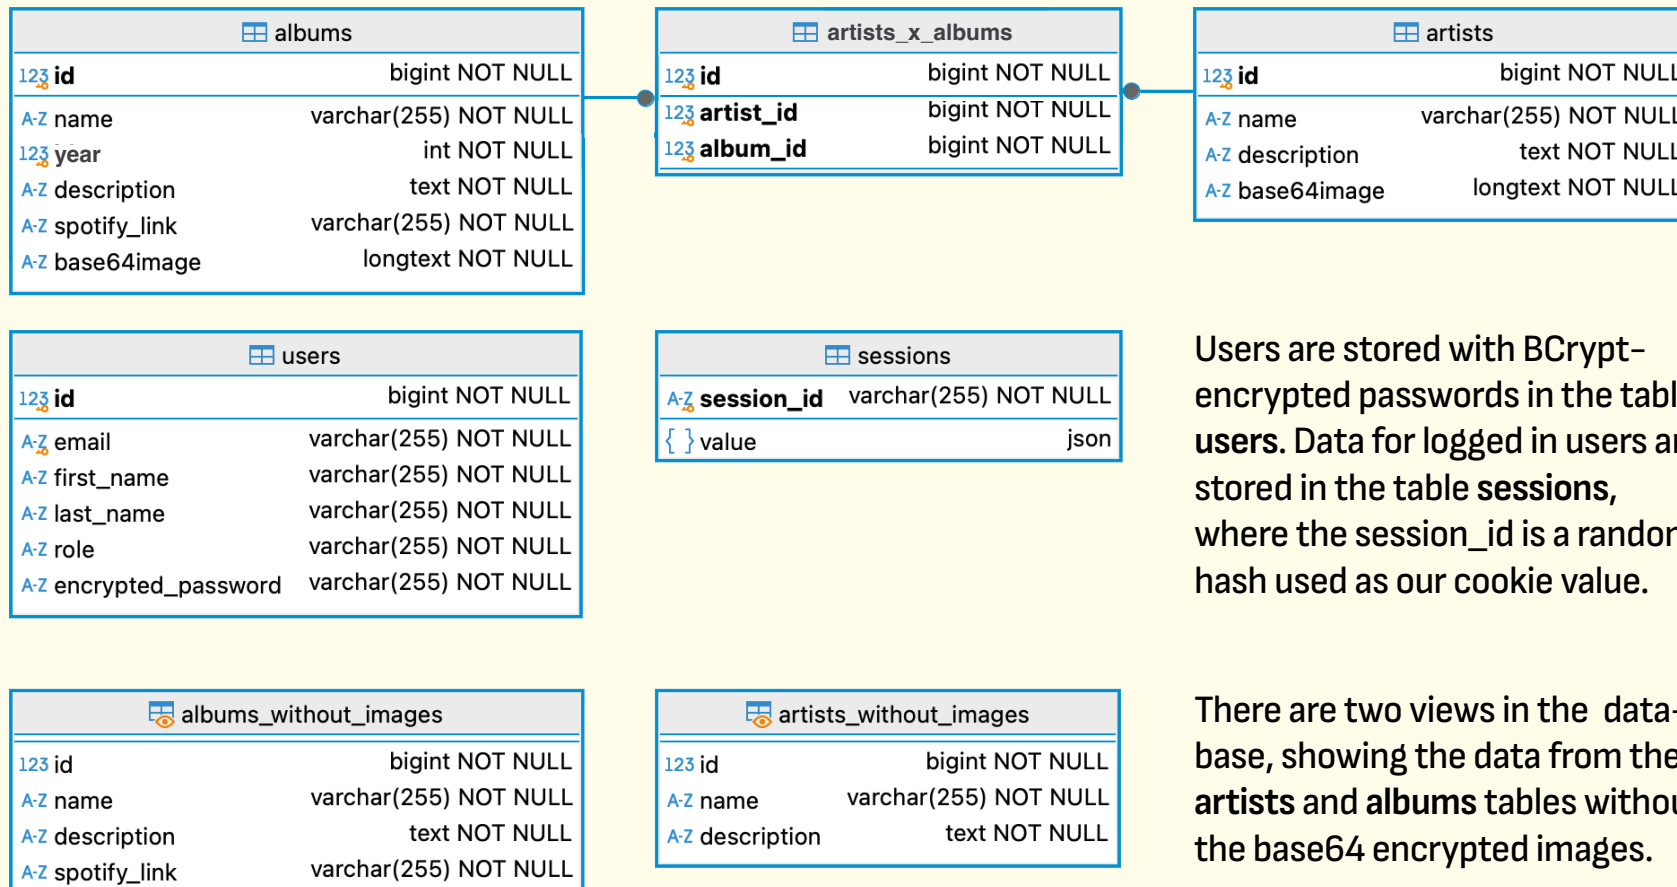 albums
123 id bigint NOT NULL
A-Z name varchar(255) NOT NULL
123 year int NOT NULL
A-Z description text NOT NULL
A-Z spotify_link varchar(255) NOT NULL
A-Z base64image longtext NOT NULL
artists_x_albums
123 id bigint NOT NULL
123 artist_id bigint NOT NULL
123 album_id bigint NOT NULL
artists
123 id bigint NOT NULL
A-Z name varchar(255) NOT NULL
A-Z description text NOT NULL
A-Z base64image longtext NOT NULL
users
123 id bigint NOT NULL
A-Z email varchar(255) NOT NULL
A-Z first_name varchar(255) NOT NULL
A-Z last_name varchar(255) NOT NULL
A-Z role varchar(255) NOT NULL
A-Z encrypted_password varchar(255) NOT NULL
sessions
A-Z session_id varchar(255) NOT NULL
{ } value json
Users are stored with BCrypt-
encrypted passwords in the tabl
users. Data for logged in users ar
stored in the table sessions,
where the session_id is a random
hash used as our cookie value.
albums_without_images
123 id bigint NOT NULL
A-Z name varchar(255) NOT NULL
A-Z description text NOT NULL
A-Z spotify_link varchar(255) NOT NULL
artists_without_images
123 id bigint NOT NULL
A-Z name varchar(255) NOT NULL
A-Z description text NOT NULL
There are two views in the data-
base, showing the data from the
artists and albums tables withou
the base64 encrypted images.